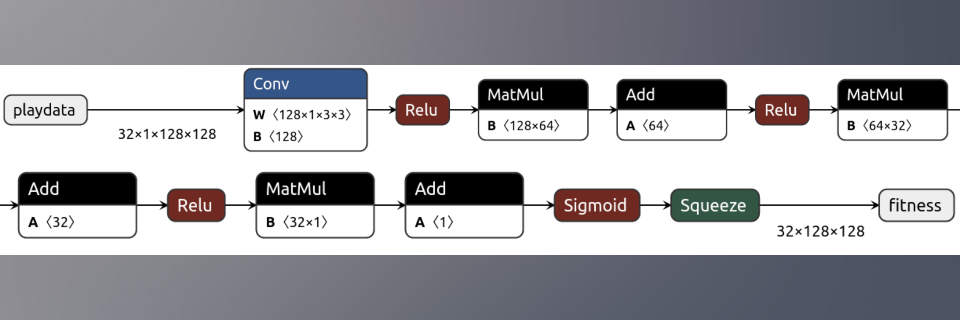 playdata
32×1×128×128
Conv
W 〈128×1×3×3〉
B 〈128〉
Relu
MatMul
B 〈128×64〉
Add
A 〈64〉
Relu
MatMul
B 〈64×32〉
Add
A 〈32〉
Relu
MatMul
B 〈32×1〉
Add
A 〈1〉
Sigmoid
Squeeze
32×128×128
fitness